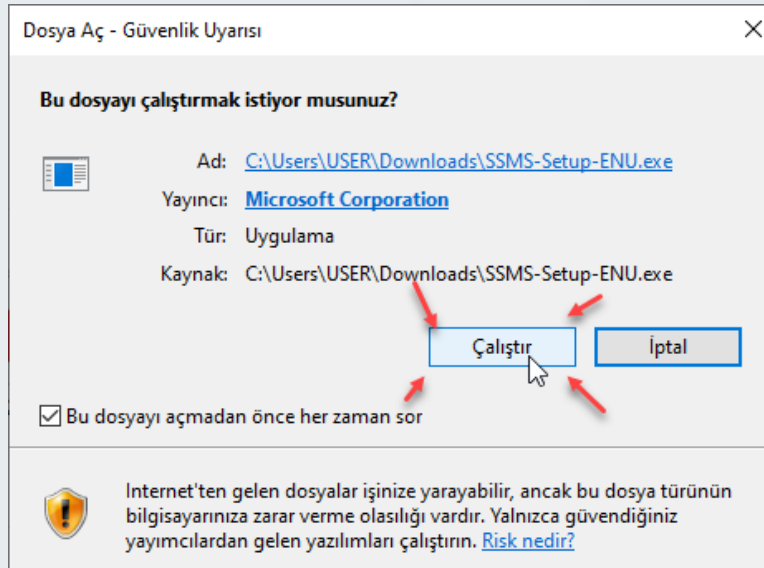 Dosya Aç - Güvenlik Uyarısı
Bu dosyayı çalıştırmak istiyor musunuz?
Ad: C:\Users\USER\Downloads\SSMS-Setup-ENU.exe
Yayıncı: Microsoft Corporation
Tür: Uygulama
Kaynak: C:\Users\USER\Downloads\SSMS-Setup-ENU.exe
Çalıştır İptal
Bu dosyayı açmadan önce her zaman sor
Internet'ten gelen dosyalar işinize yarayabilir, ancak bu dosya türünün
bilgisayarınıza zarar verme olasılığı vardır. Yalnızca güvendiğiniz
yayımcılardan gelen yazılımları çalıştırın. Risk nedir?